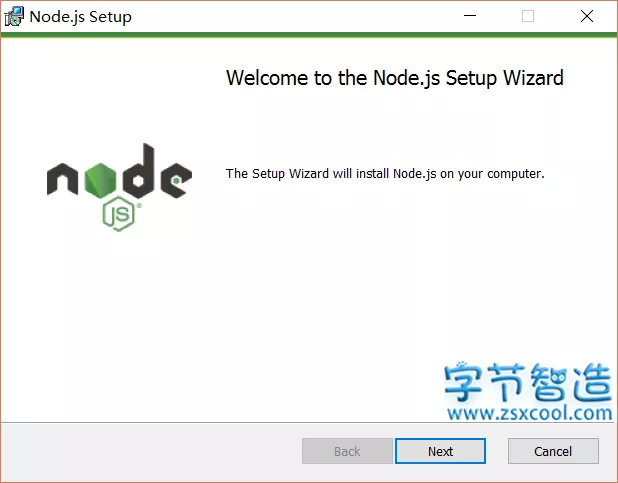 Node.js Setup
Welcome to the Node.js Setup Wizard
node
JS
The Setup Wizard will install Node.js on your computer.
字节智造
www.zsxcool.com
Back
Next
Cancel